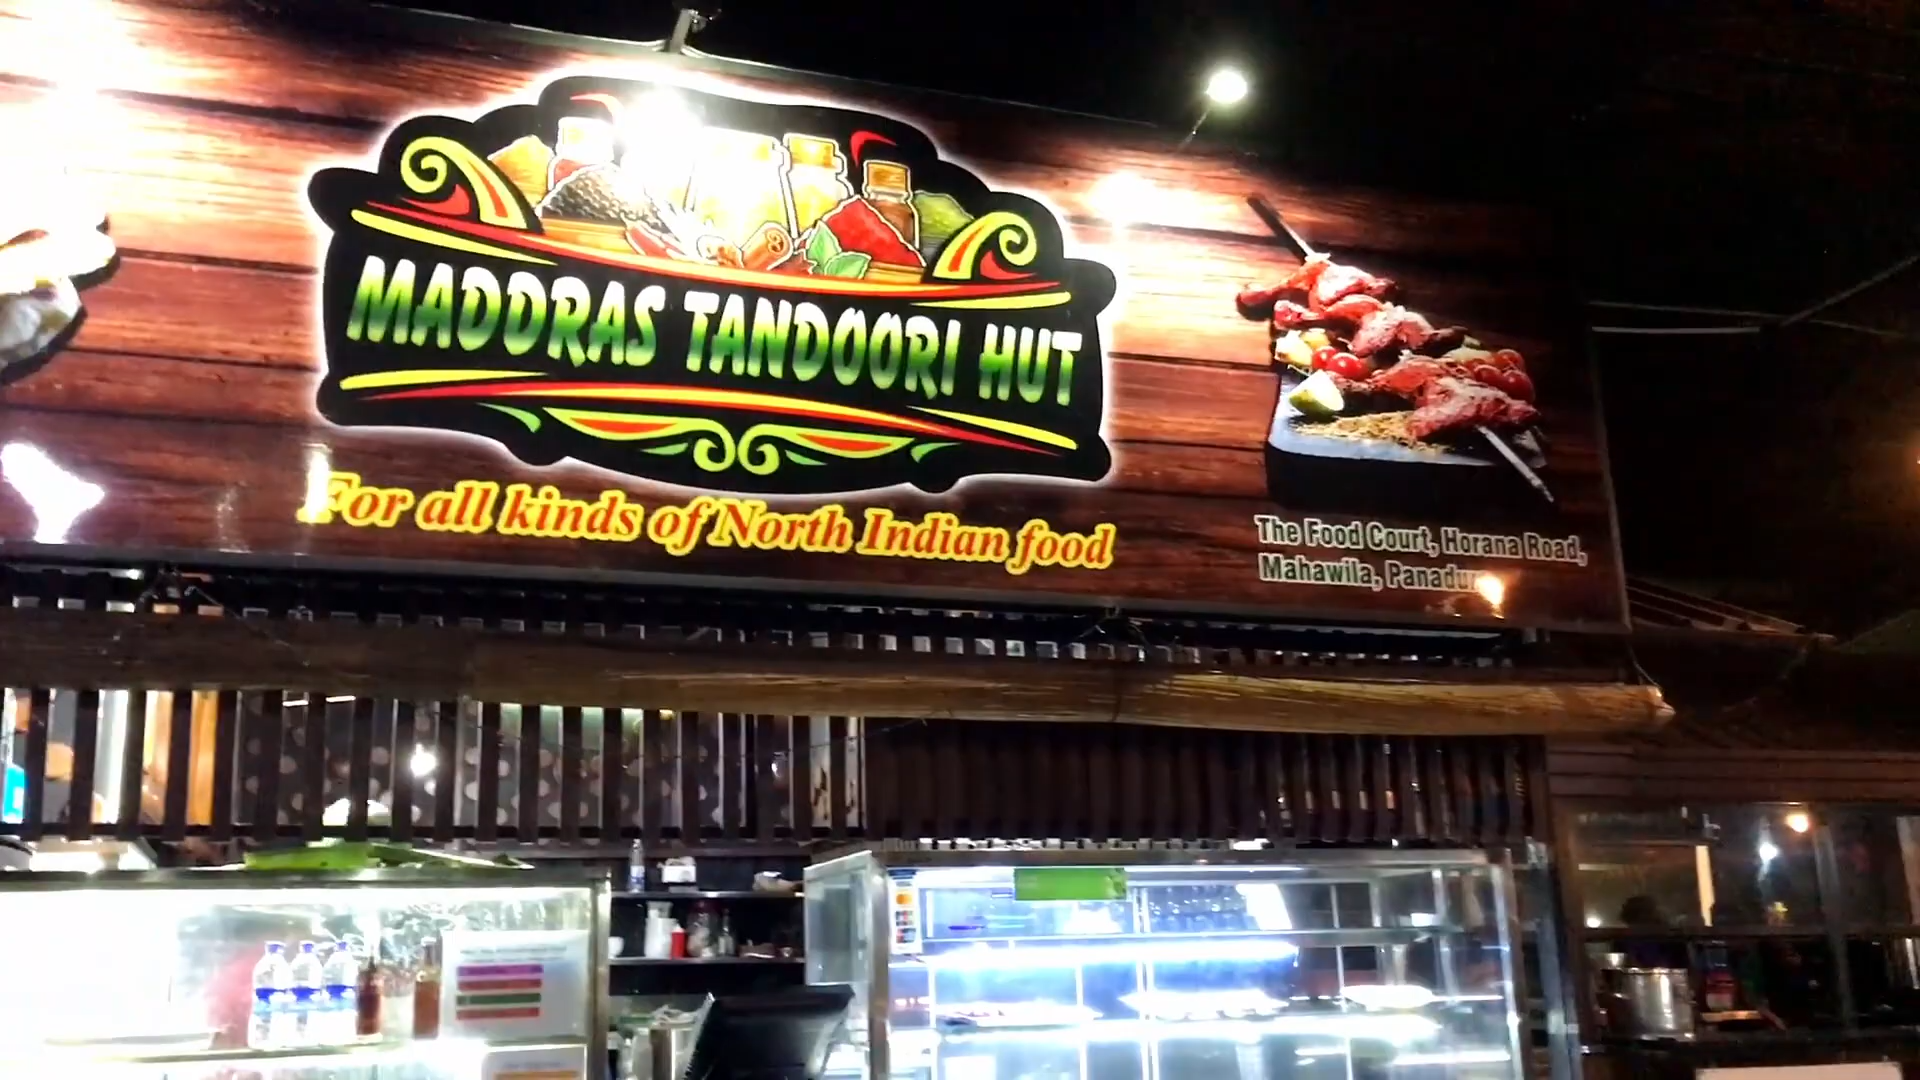 MADDRAS TANDOORI HUT
For all kinds of North Indian food
The Food Court, Horana Road,
Mahawila,